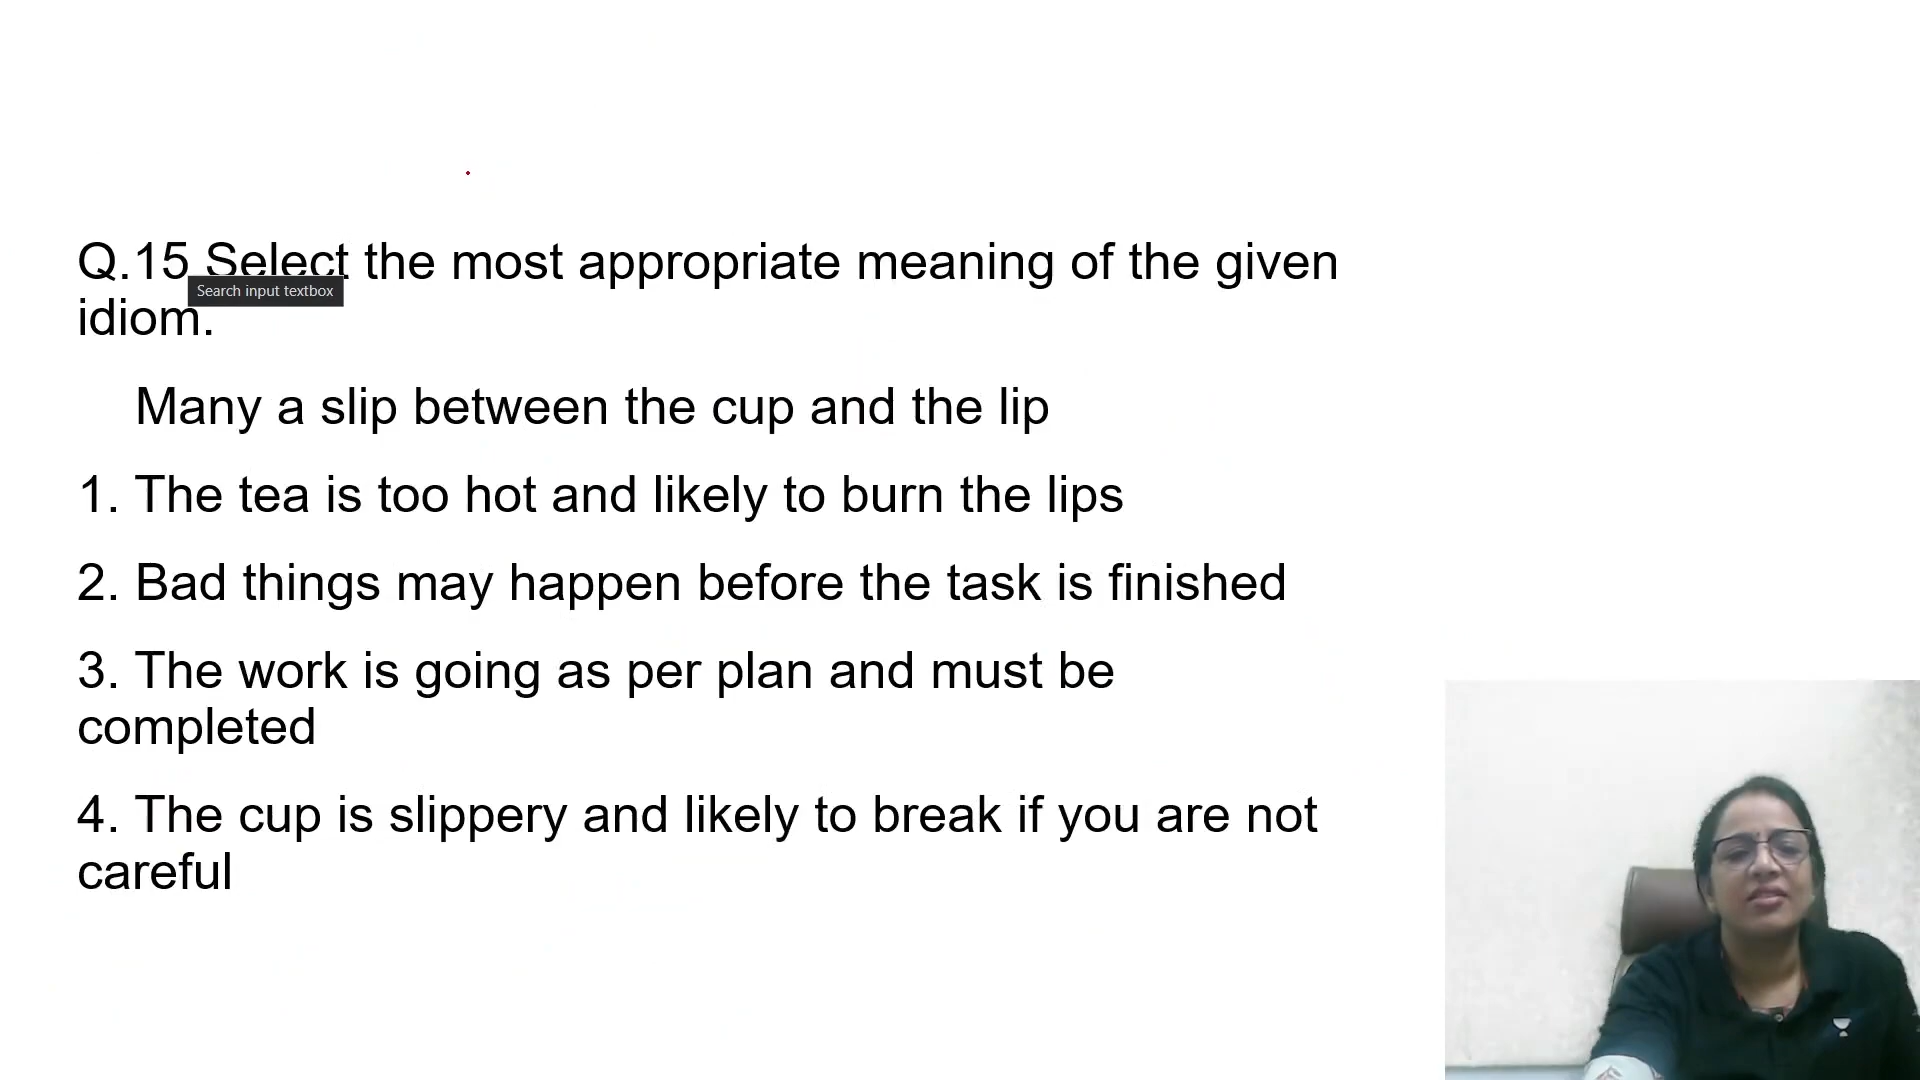 Q.15 Select the most appropriate meaning of the given
Search input textbox
idiom.
Many a slip between the cup and the lip
1. The tea is too hot and likely to burn the lips
2. Bad things may happen before the task is finished
3. The work is going as per plan and must be
completed
4. The cup is slippery and likely to break if you are not
careful